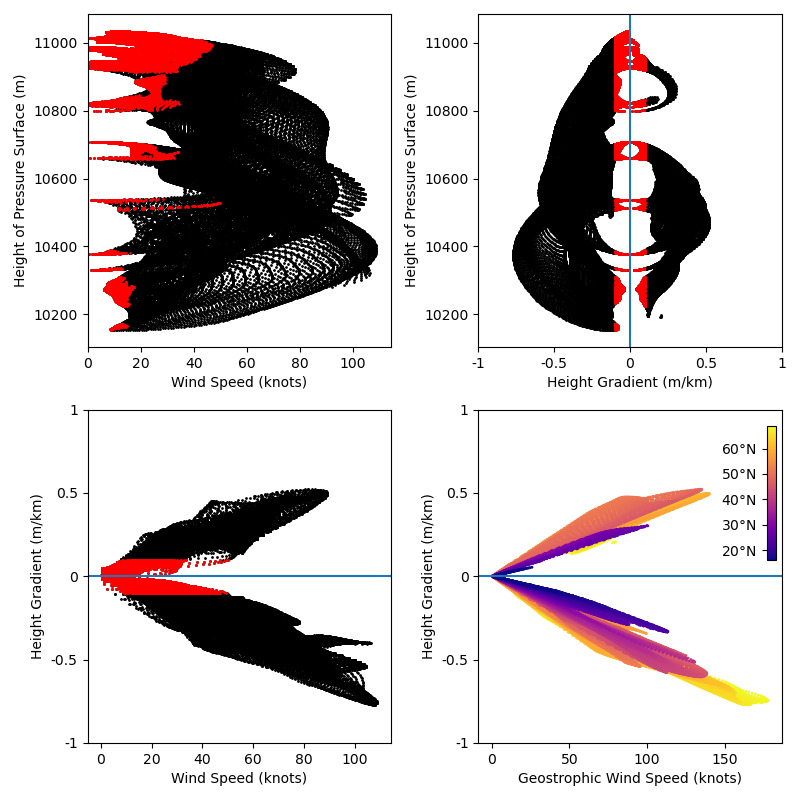 11000
10800
10600
10400
10200
Height of Pressure Surface (m)
0 20 40 60 80 100
Wind Speed (knots)
11000
10800
10600
10400
10200
Height of Pressure Surface (m)
-1 -0.5 0 0.5 1
Height Gradient (m/km)
1
0.5
0
-0.5
-1
Height Gradient (m/km)
0 20 40 60 80 100
Wind Speed (knots)
1
0.5
0
-0.5
-1
Height Gradient (m/km)
60°N
50°N
40°N
30°N
20°N
0 50 100 150
Geostrophic Wind Speed (knots)